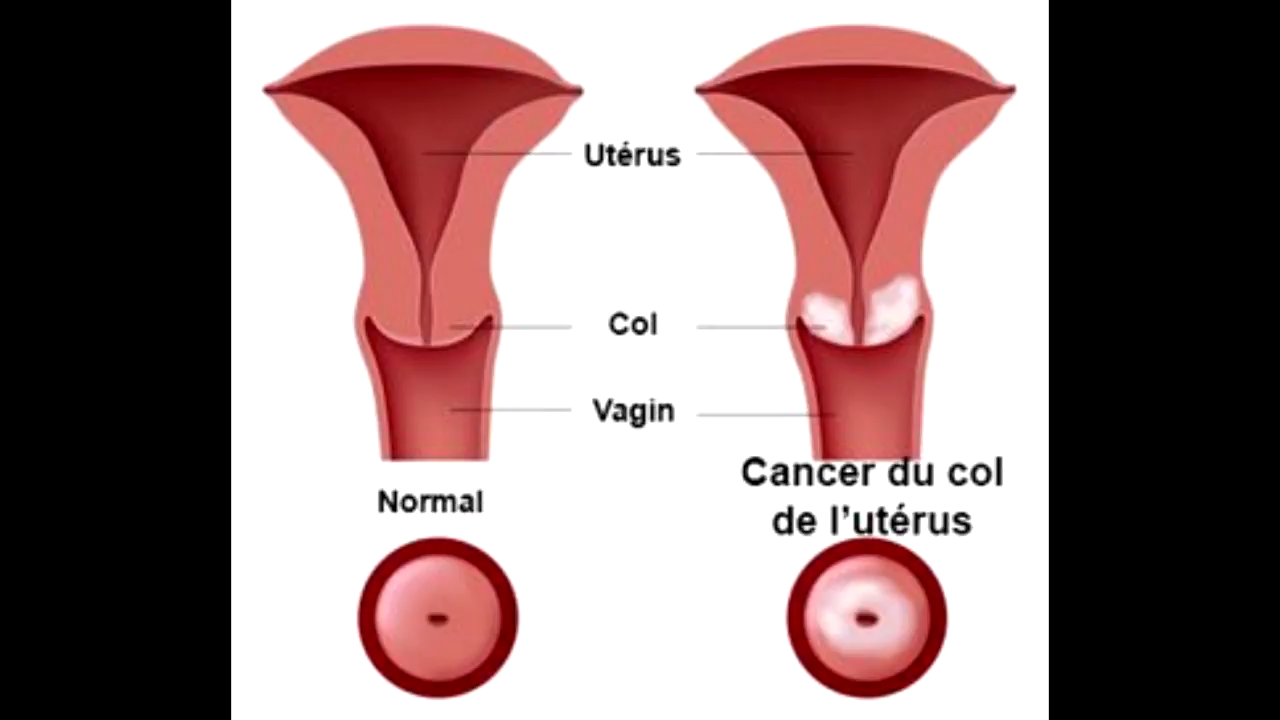 Utérus
Col
Vagin
Normal
Cancer du col
de l’utérus